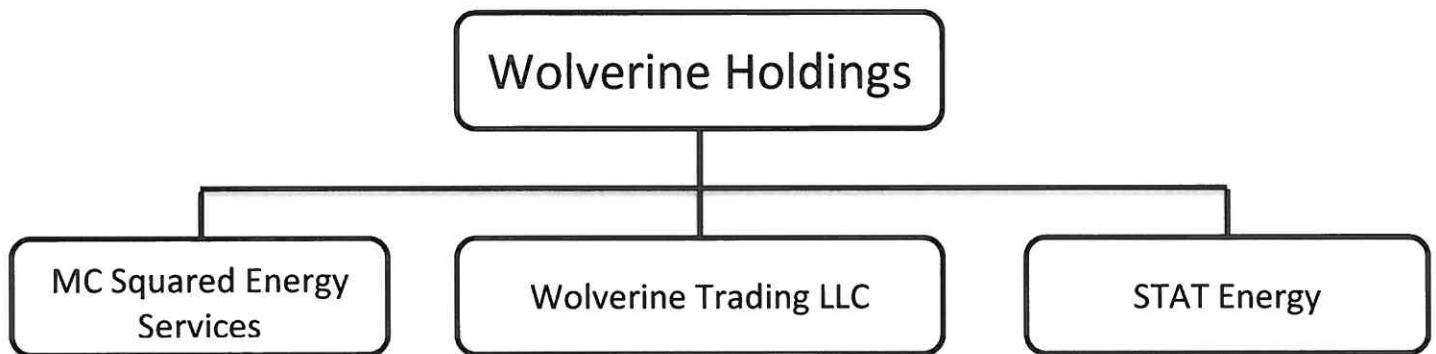 Wolverine Holdings
MC Squared Energy
Services
Wolverine Trading LLC
STAT Energy